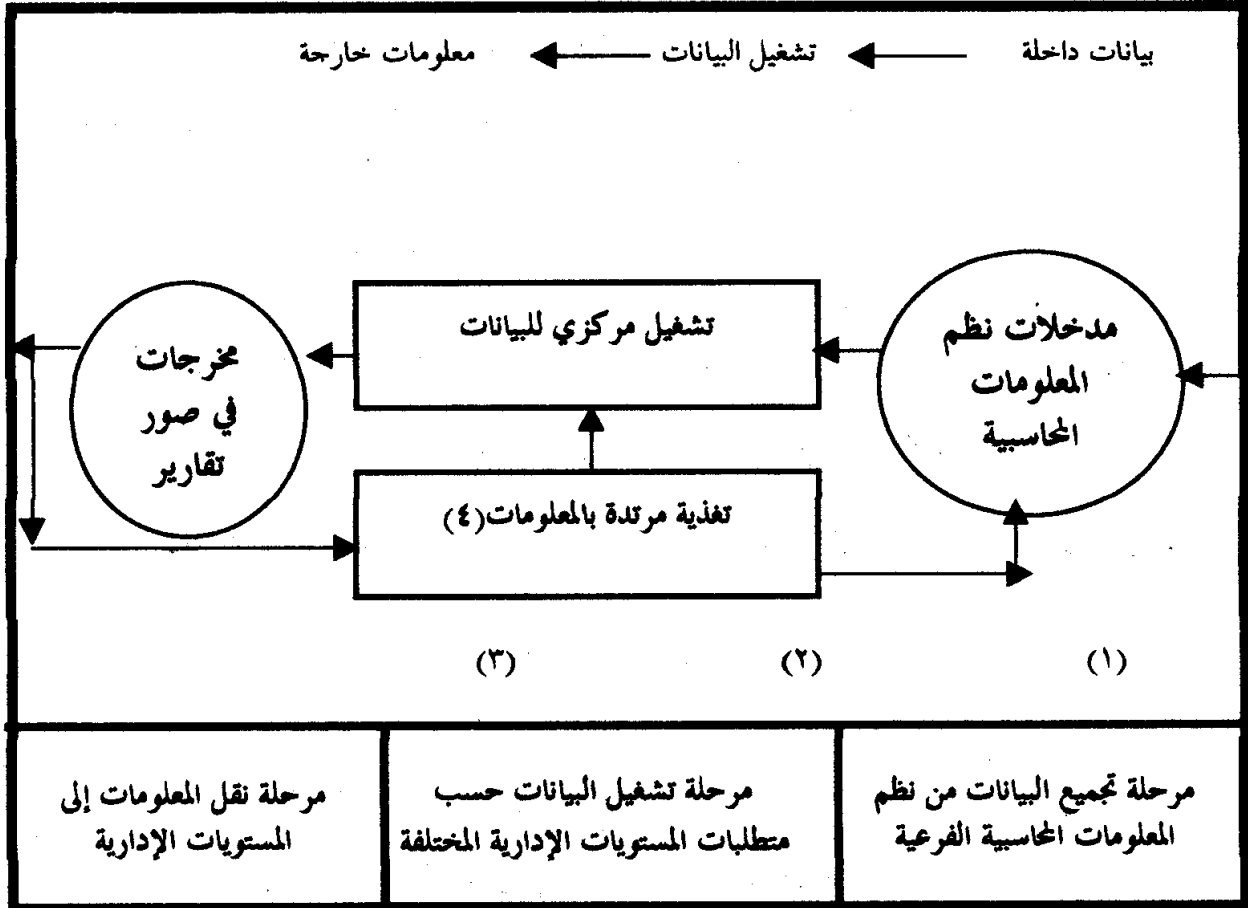 بيانات داخلة
تشغيل البيانات
معلومات خارجة
مدخلات نظم
المعلومات
المحاسبية
تشغيل مركزي للبيانات
مخرجات
في صور
تقارير
تغذية مرتدة بالمعلومات(٤)
(١)
(٢)
(٣)
مرحلة تجميع البيانات من نظم
المعلومات المحاسبية الفرعية
مرحلة تشغيل البيانات حسب
متطلبات المستويات الإدارية المختلفة
مرحلة نقل المعلومات إلى
المستويات الإدارية